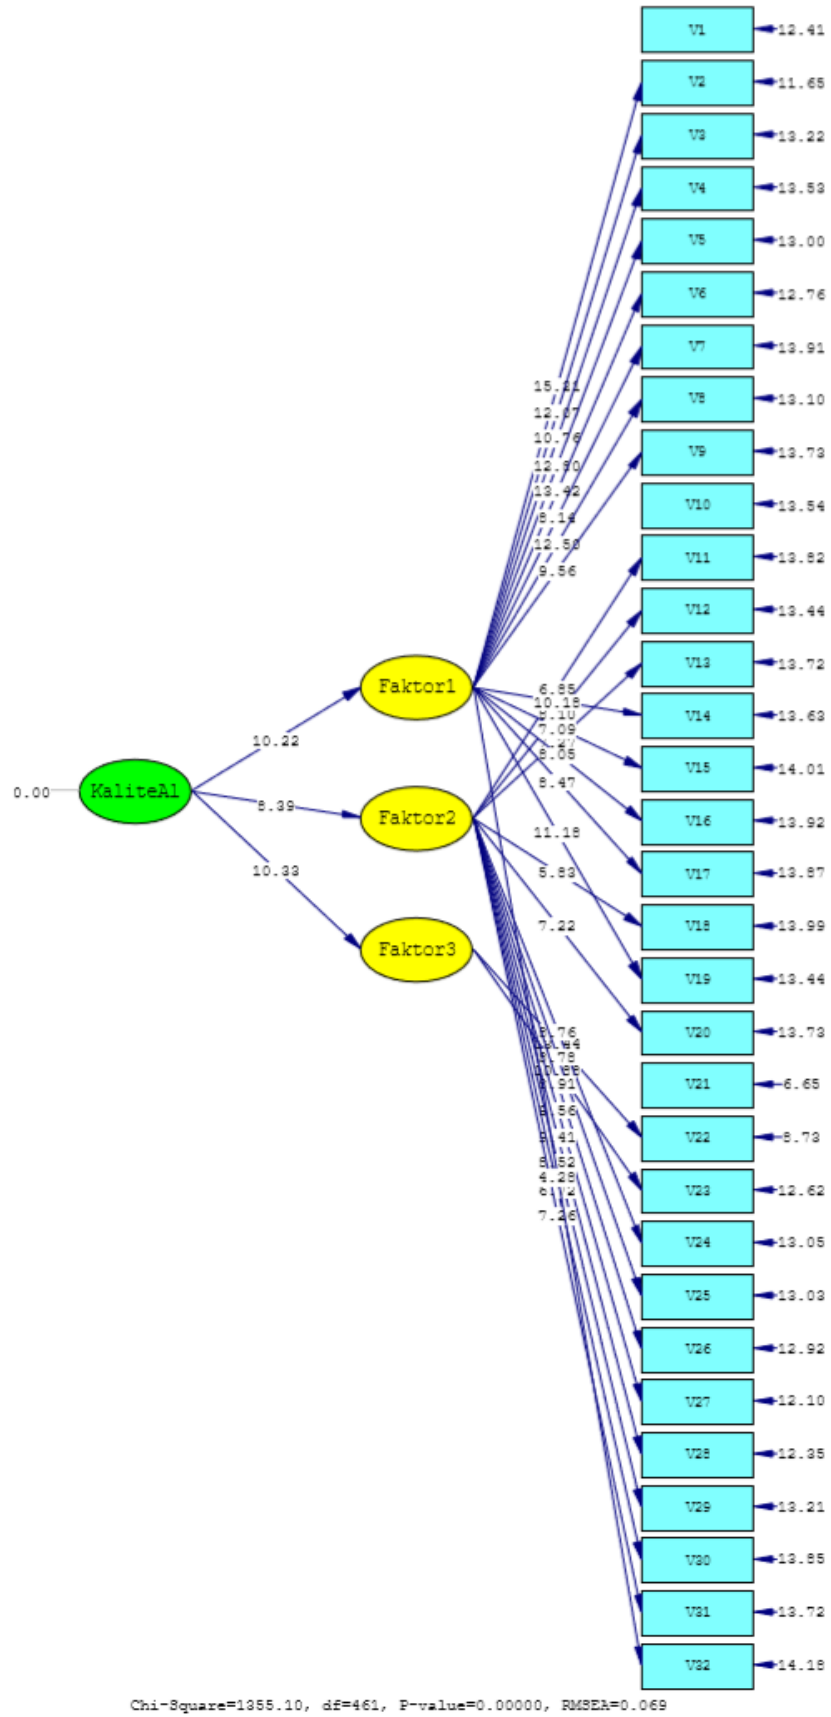 V1 12.41
V2 11.65
V3 13.22
V4 13.53
V5 13.00
V6 12.76
V7 13.91
V8 13.10
15.21
12.07
10.76
V9 13.73
13.42
V10 13.54
8.14
12.50
V11 13.82
9.56
V12 13.44
V13 13.72
Faktor1
6.85
10.18
V14 13.63
8.10
7.09
10.22
8.05
V15 14.01
8.47
0.00 KaliteAl
8.39
Faktor2
V16 13.92
11.18
10.33
5.83
V17 13.87
7.22
V18 13.99
Faktor3
V19 13.44
V20 13.73
V21 6.65
V22 8.73
V23 12.62
7.26
V24 13.05
V25 13.03
V26 12.92
V27 12.10
V28 12.35
V29 13.21
V30 13.85
V31 13.72
V32 14.18
Chi-Square=1355.10, df=461, P-value=0.00000, RMSEA=0.069